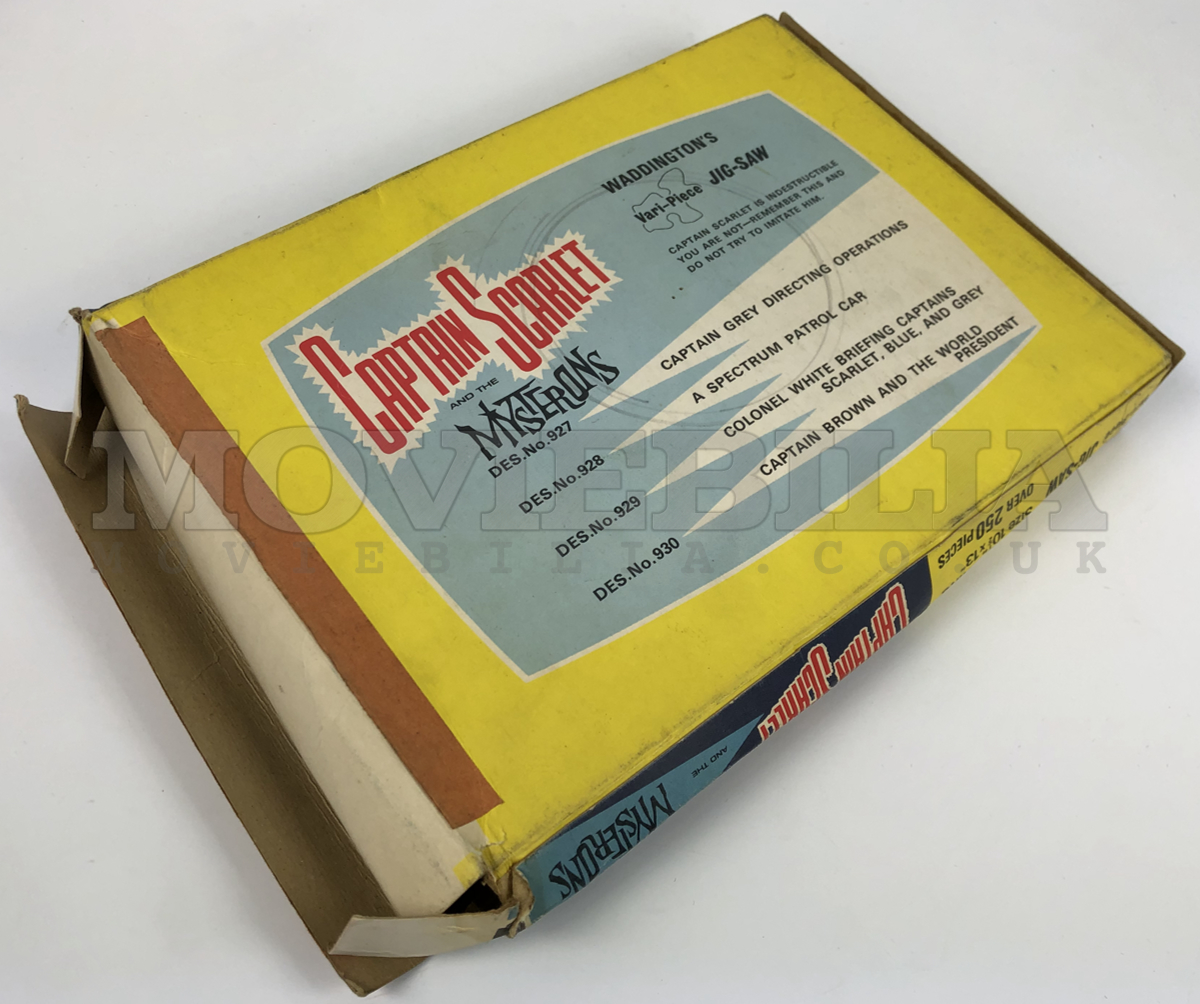 WADDINGTON'S
Vari-Piece JIG-SAW
CAPTAIN SCARLET IS INDESTRUCTIBLE
YOU ARE NOT—REMEMBER THIS AND
DO NOT TRY TO IMITATE HIM.
CAPTAIN SCARLET
AND THE
MYSTERONS
DES.No.927 CAPTAIN GREY DIRECTING OPERATIONS
DES.No.928 A SPECTRUM PATROL CAR
DES.No.929 COLONEL WHITE BRIEFING CAPTAINS
SCARLET, BLUE, AND GREY
DES.No.930 CAPTAIN BROWN AND THE WORLD
PRESIDENT
MOVIEBILIA
MOVIEBILIA.CO.UK
JIG-SAW
OVER 250 PIECES
CAPTAIN SCARLET
AND THE
MYSTERONS